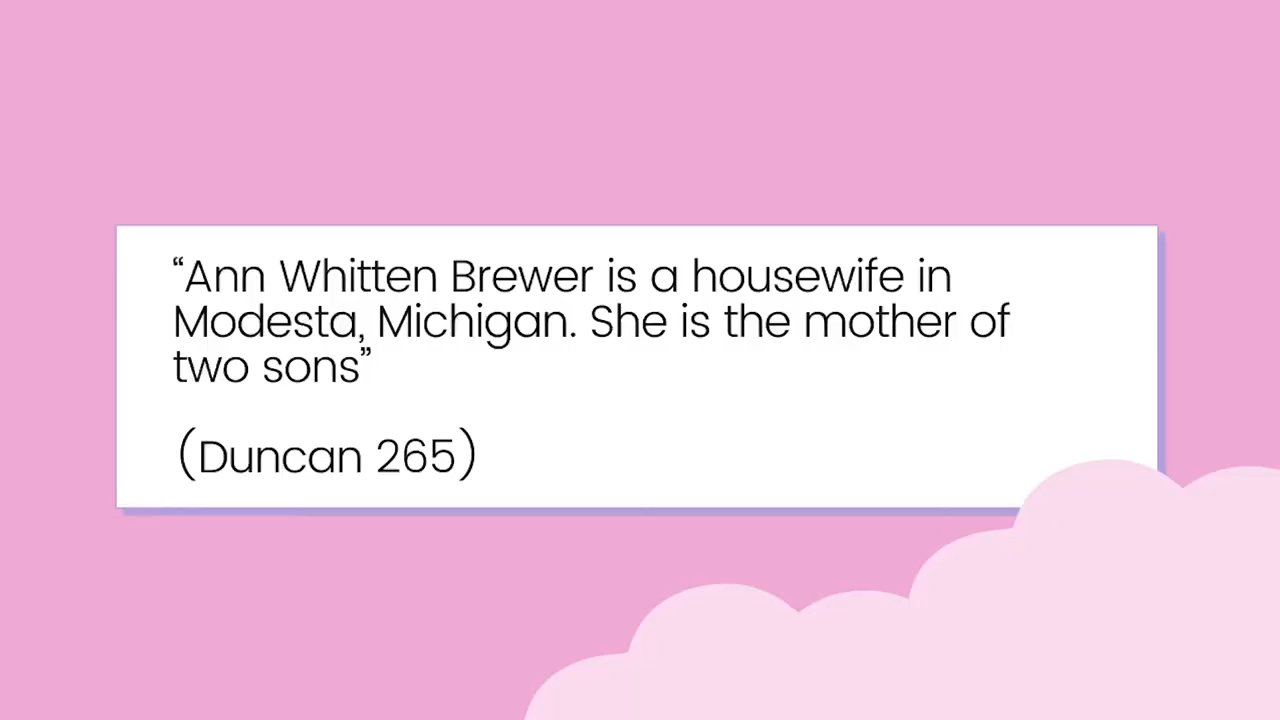 “Ann Whitten Brewer is a housewife in
Modesta, Michigan. She is the mother of
two sons”
(Duncan 265)